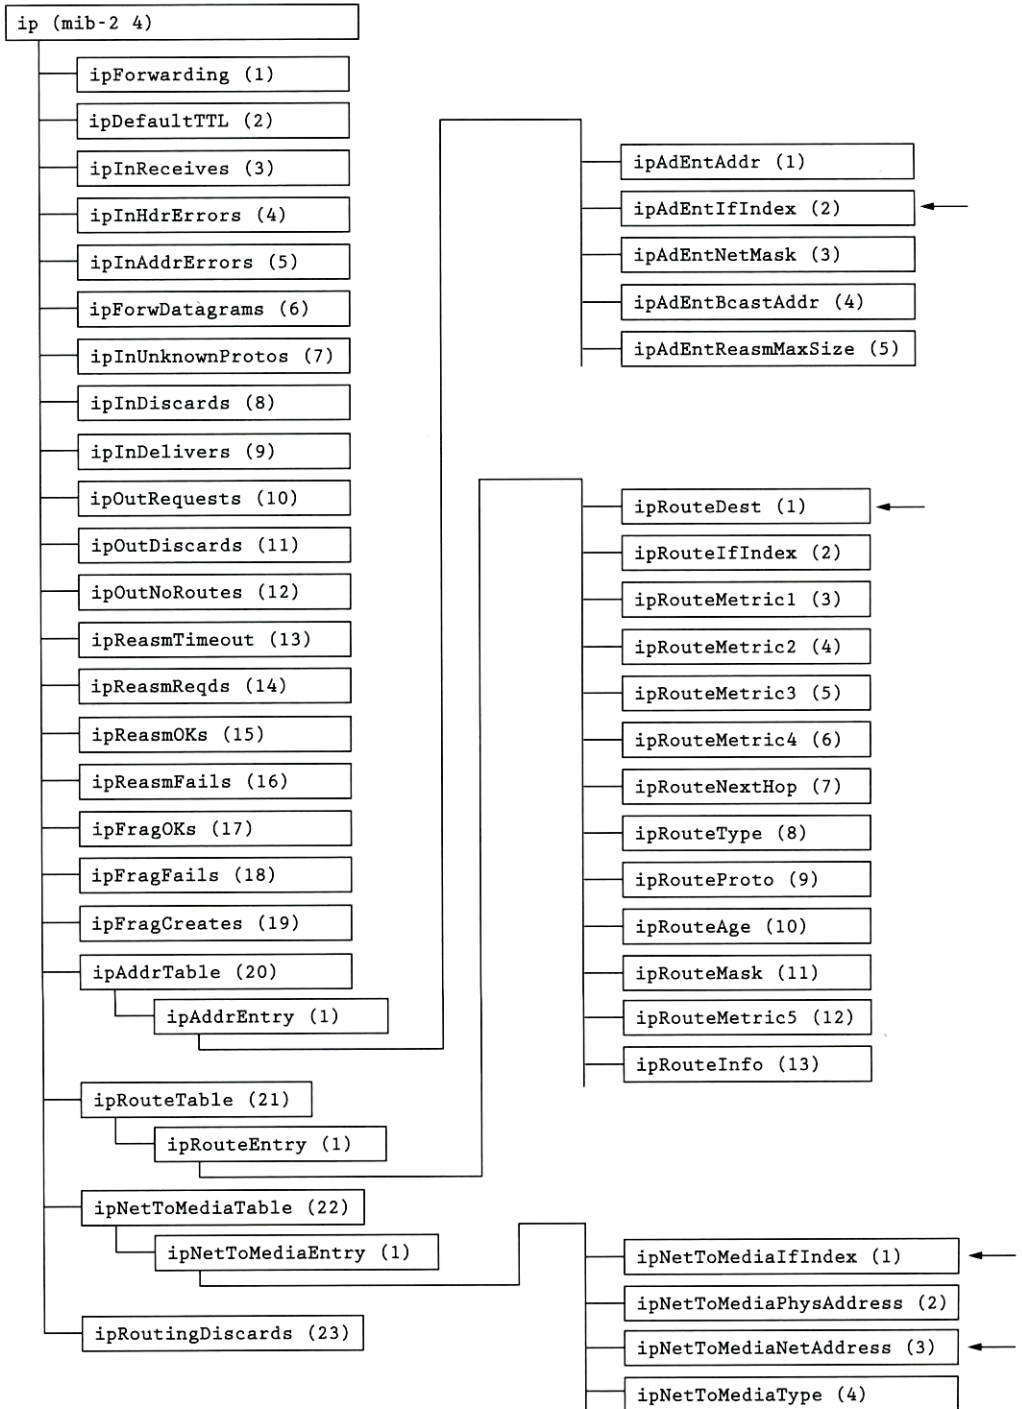 ip (mib-2 4)
ipForwarding (1)
ipDefaultTTL (2)
ipInReceives (3)
ipInHdrErrors (4)
ipInAddrErrors (5)
ipForwDatagrams (6)
ipInUnknownProtos (7)
ipInDiscards (8)
ipInDelivers (9)
ipOutRequests (10)
ipOutDiscards (11)
ipOutNoRoutes (12)
ipReasmTimeout (13)
ipReasmReqds (14)
ipReasmOKs (15)
ipReasmFails (16)
ipFragOKs (17)
ipFragFails (18)
ipFragCreates (19)
ipAddrTable (20)
ipAddrEntry (1)
ipAdEntAddr (1)
ipAdEntIfIndex (2)
ipAdEntNetMask (3)
ipAdEntBcastAddr (4)
ipAdEntReasmMaxSize (5)
ipRouteTable (21)
ipRouteEntry (1)
ipRouteDest (1)
ipRouteIfIndex (2)
ipRouteMetric1 (3)
ipRouteMetric2 (4)
ipRouteMetric3 (5)
ipRouteMetric4 (6)
ipRouteNextHop (7)
ipRouteType (8)
ipRouteProto (9)
ipRouteAge (10)
ipRouteMask (11)
ipRouteMetric5 (12)
ipRouteInfo (13)
ipNetToMediaTable (22)
ipNetToMediaEntry (1)
ipNetToMediaIfIndex (1)
ipNetToMediaPhysAddress (2)
ipNetToMediaNetAddress (3)
ipNetToMediaType (4)
ipRoutingDiscards (23)